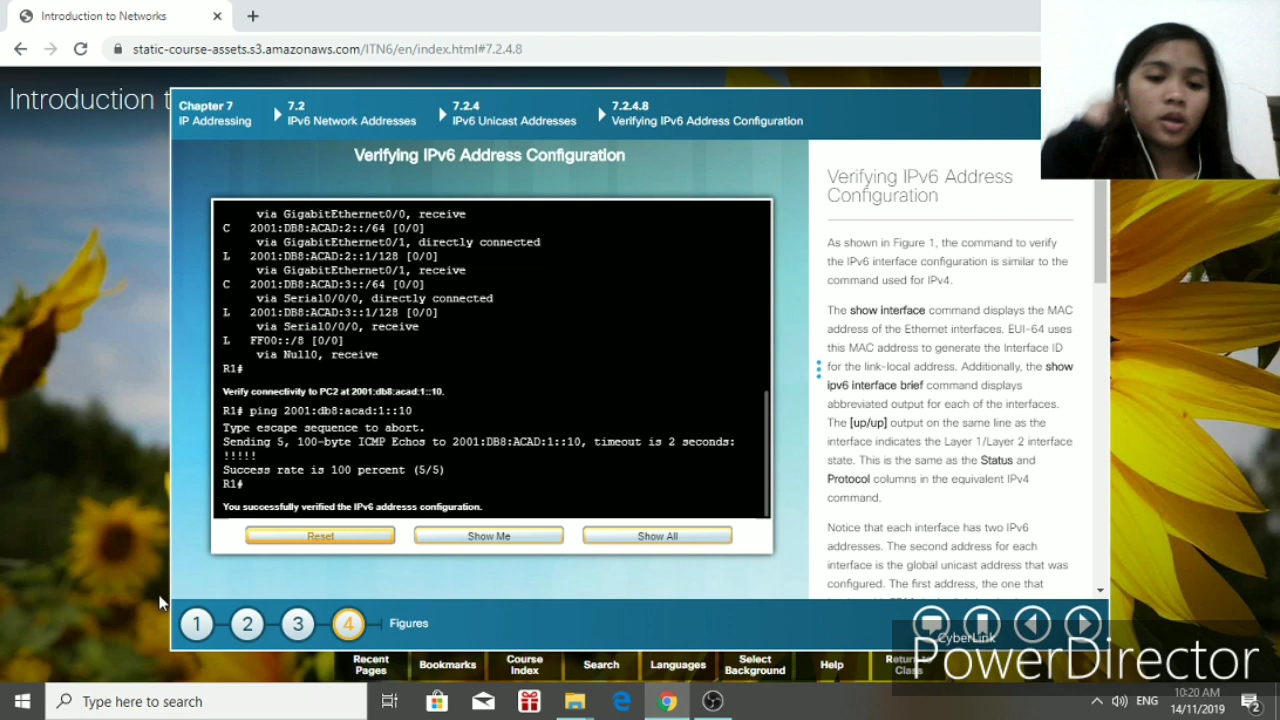 Introduction to Networks
static-course-assets.s3.amazonaws.com/ITN6/en/index.html#7.2.4.8
Introduction t
Chapter 7
IP Addressing
7.2
IPv6 Network Addresses
7.2.4
IPv6 Unicast Addresses
7.2.4.8
Verifying IPv6 Address Configuration
Verifying IPv6 Address Configuration
via GigabitEthernet0/0, receive
C 2001:DB8:ACAD:2::/64 [0/0]
via GigabitEthernet0/1, directly connected
L 2001:DB8:ACAD:2::1/128 [0/0]
via GigabitEthernet0/1, receive
C 2001:DB8:ACAD:3::/64 [0/0]
via Serial0/0/0, directly connected
L 2001:DB8:ACAD:3::1/128 [0/0]
via Serial0/0/0, receive
L FF00::/8 [0/0]
via Null0, receive
R1#
Verify connectivity to PC2 at 2001:db8:acad:1::10.
R1# ping 2001:db8:acad:1::10
Type escape sequence to abort.
Sending 5, 100-byte ICMP Echos to 2001:DB8:ACAD:1::10, timeout is 2 seconds:
!!!!!
Success rate is 100 percent (5/5)
R1#
You successfully verified the IPv6 addresss configuration.
Reset
Show Me
Show All
Verifying IPv6 Address
Configuration
As shown in Figure 1, the command to verify
the IPv6 interface configuration is similar to the
command used for IPv4.
The show interface command displays the MAC
address of the Ethernet interfaces. EUI-64 uses
this MAC address to generate the Interface ID
for the link-local address. Additionally, the show
ipv6 interface brief command displays
abbreviated output for each of the interfaces.
The [up/up] output on the same line as the
interface indicates the Layer 1/Layer 2 interface
state. This is the same as the Status and
Protocol columns in the equivalent IPv4
command.
Notice that each interface has two IPv6
addresses. The second address for each
interface is the global unicast address that was
configured. The first address, the one that
1
2
3
4
Figures
Recent
Pages
Bookmarks
Course
Index
Search
Languages
Select
Background
Help
Return to
Class
CyberLink
PowerDirector
Type here to search
ENG
10:20 AM
14/11/2019
2